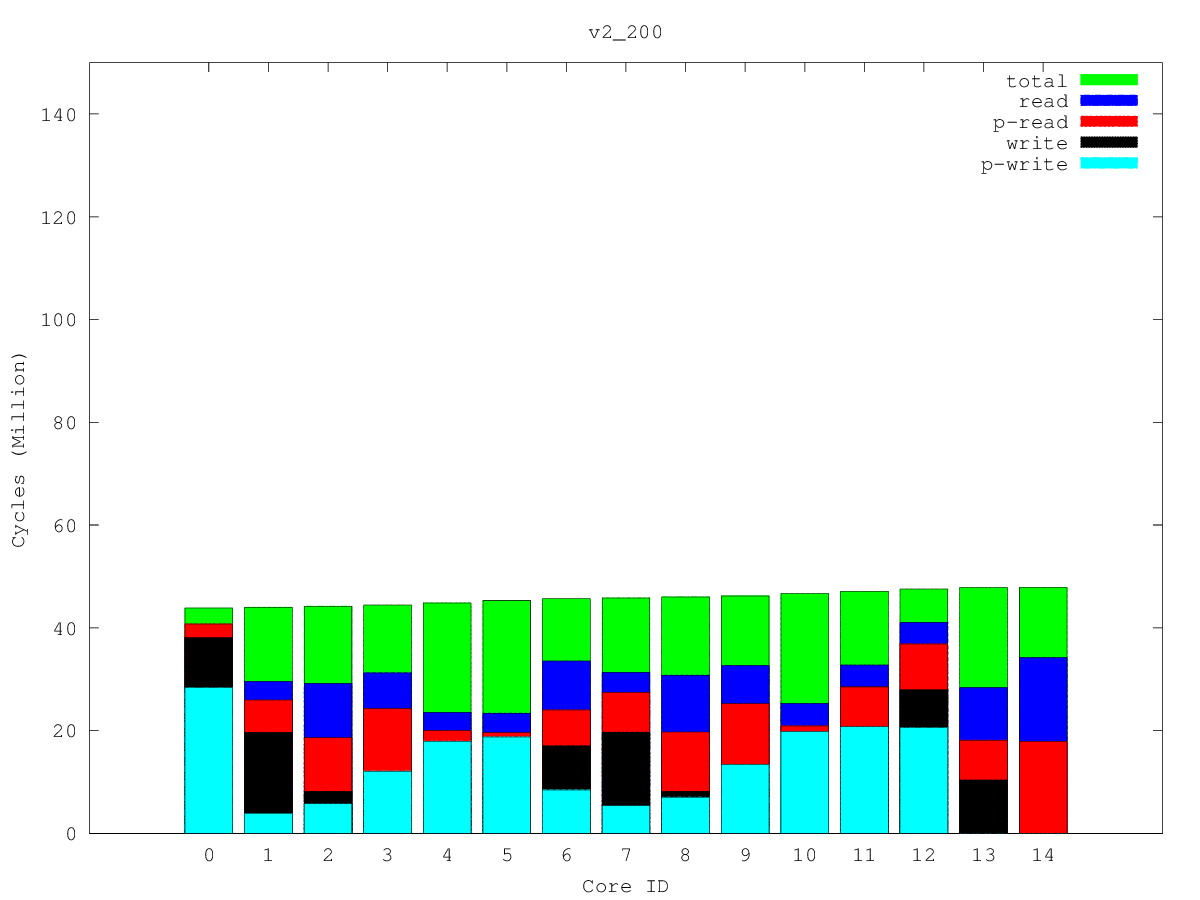 v2_200
total
read
p-read
write
p-write
140
120
100
80
60
40
20
0
Cycles (Million)
0 1 2 3 4 5 6 7 8 9 10 11 12 13 14
Core ID